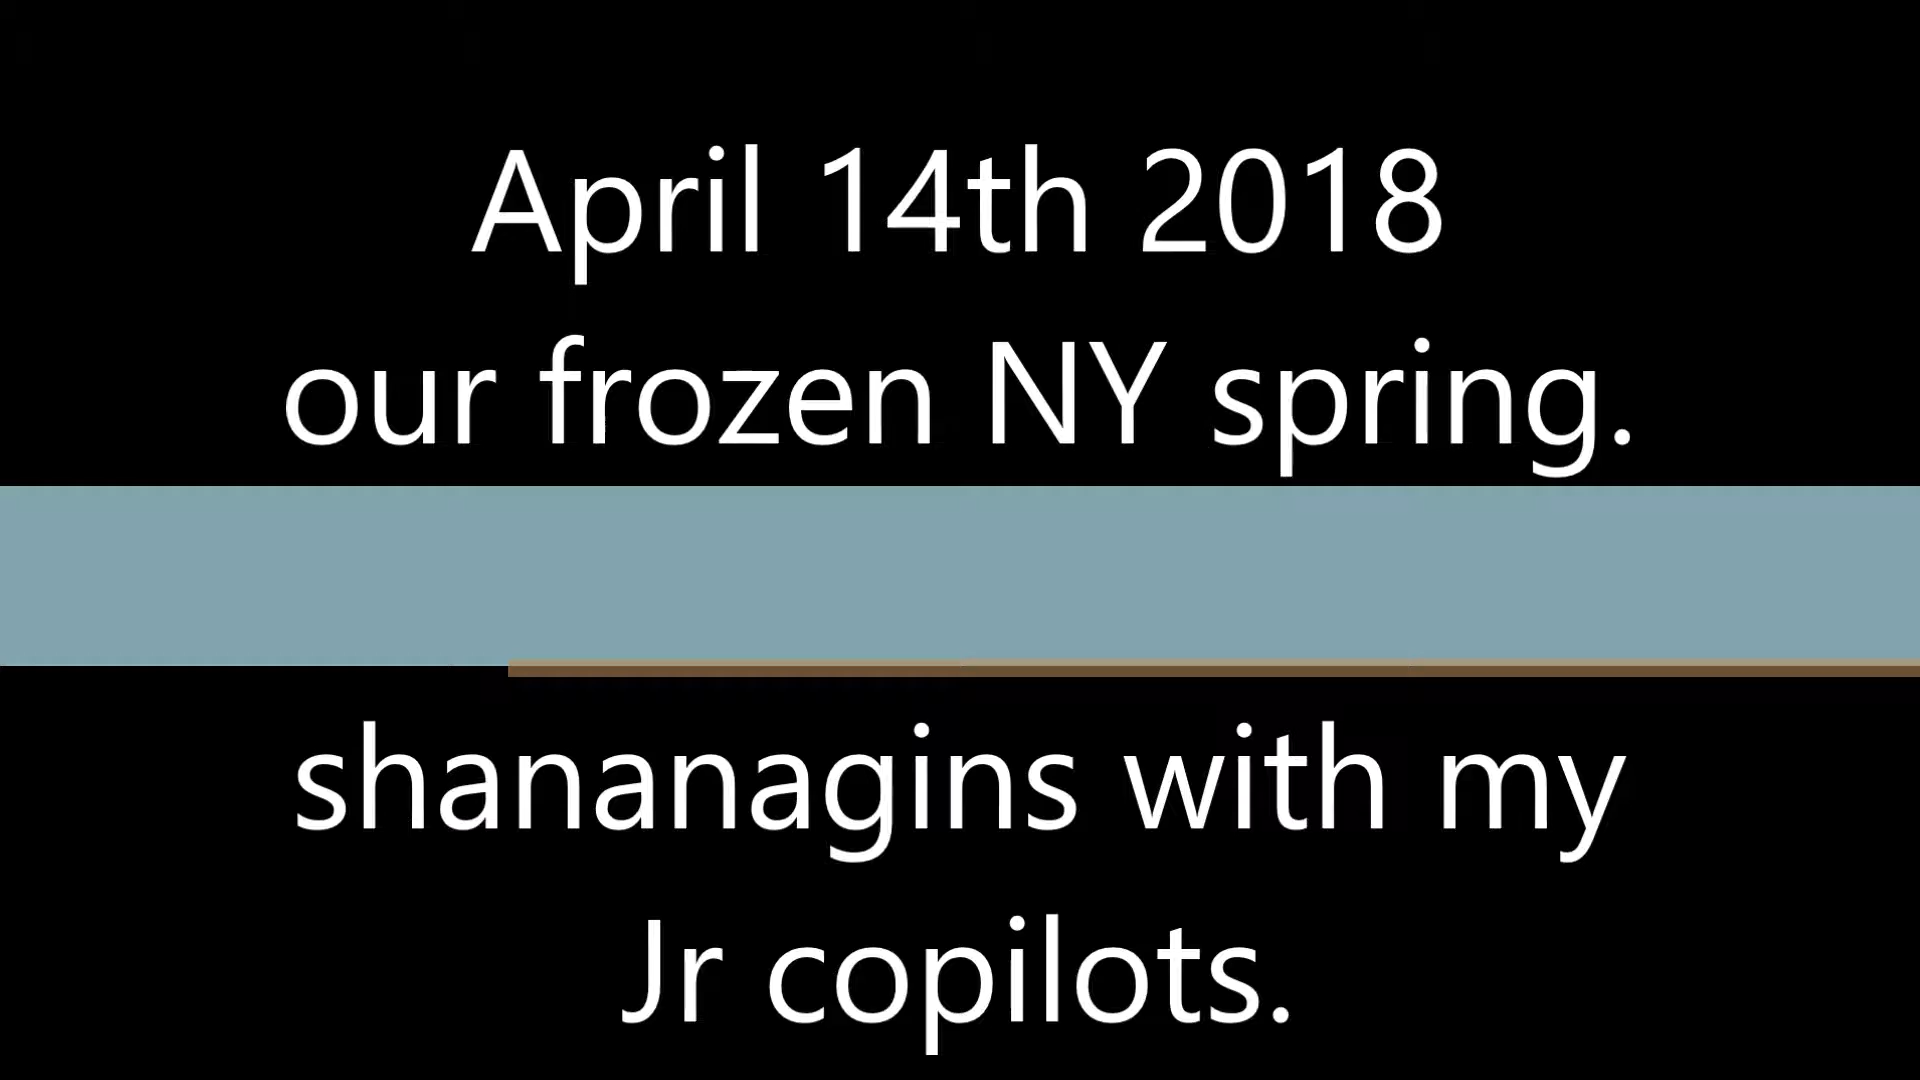 April 14th 2018
our frozen NY spring.
shananagins with my
Jr copilots.